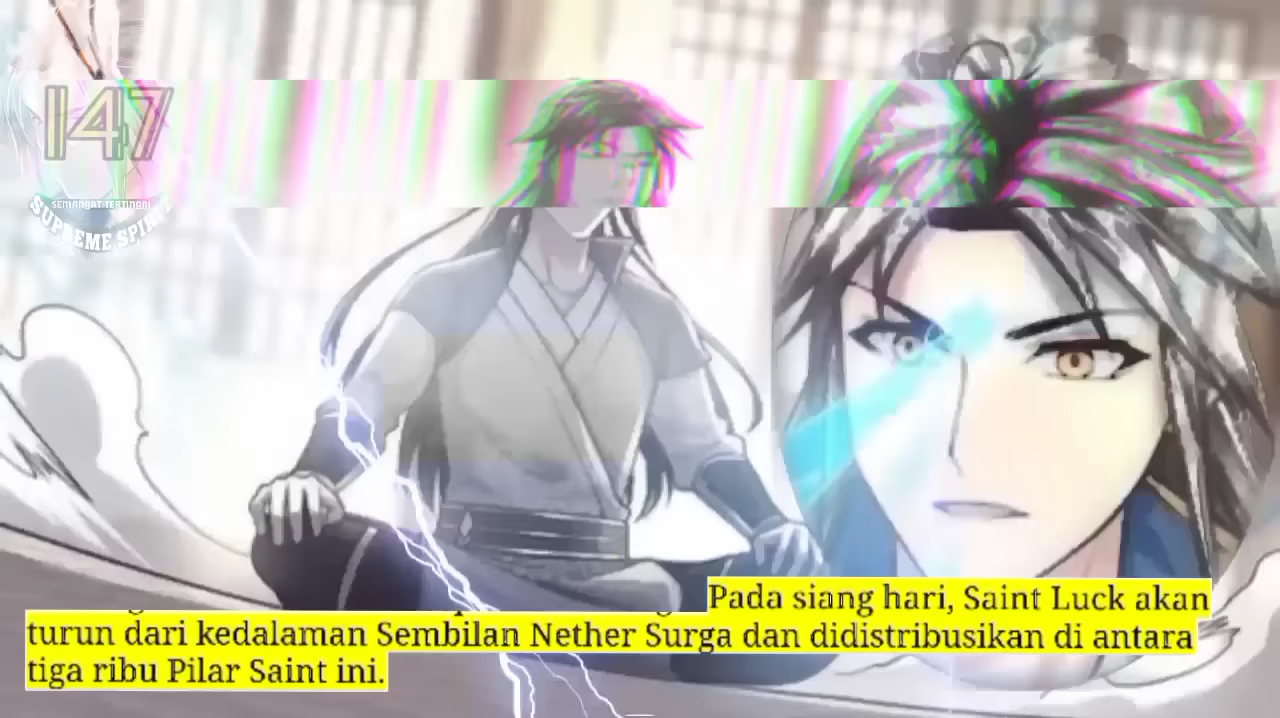 147
SEMANGAT TERTINGGI
SUPREME SPIRIT
Pada siang hari, Saint Luck akan
turun dari kedalaman Sembilan Nether Surga dan didistribusikan di antara
tiga ribu Pilar Saint ini.